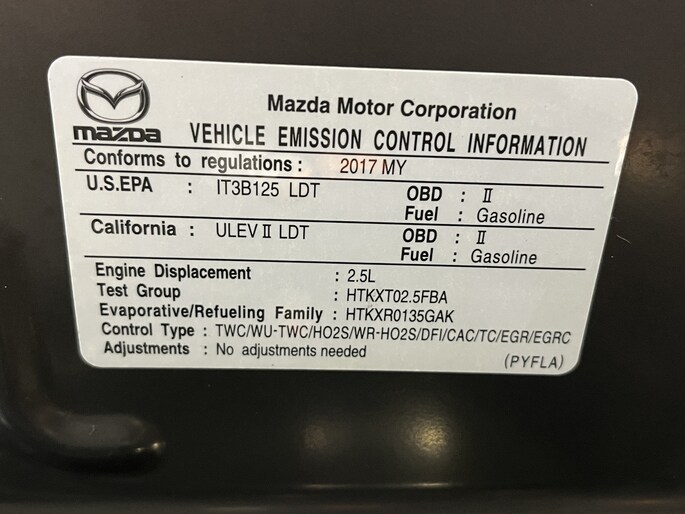 Mazda Motor Corporation
mazda VEHICLE EMISSION CONTROL INFORMATION
Conforms to regulations : 2017 MY
U.S.EPA : IT3B125 LDT OBD : II
Fuel : Gasoline
California : ULEV II LDT OBD : II
Fuel : Gasoline
Engine Displacement : 2.5L
Test Group : HTKXT02.5FBA
Evaporative/Refueling Family : HTKXR0135GAK
Control Type : TWC/WU-TWC/HO2S/WR-HO2S/DFI/CAC/TC/EGR/EGRC
Adjustments : No adjustments needed
(PYFLA)